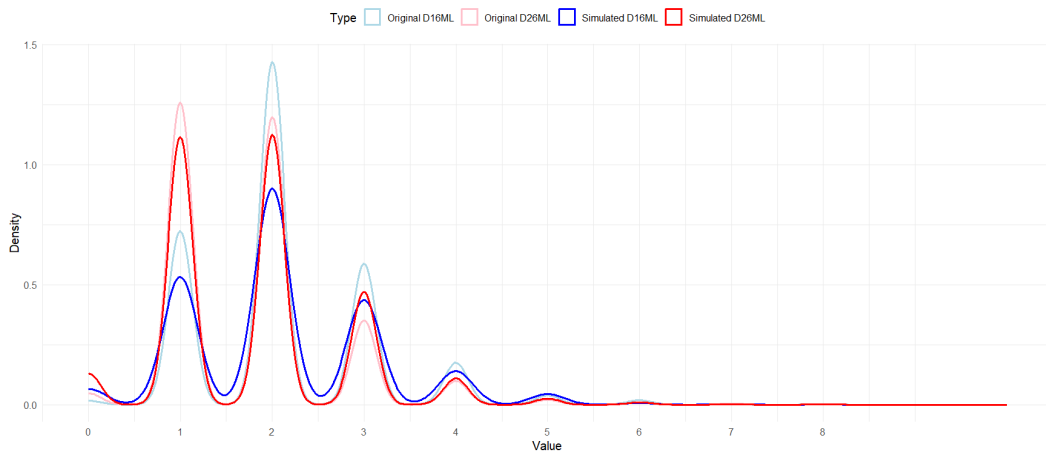 Type Original D16ML Original D26ML Simulated D16ML Simulated D26ML
1.5
1.0
0.5
0.0
Density
0 1 2 3 4 5 6 7 8
Value